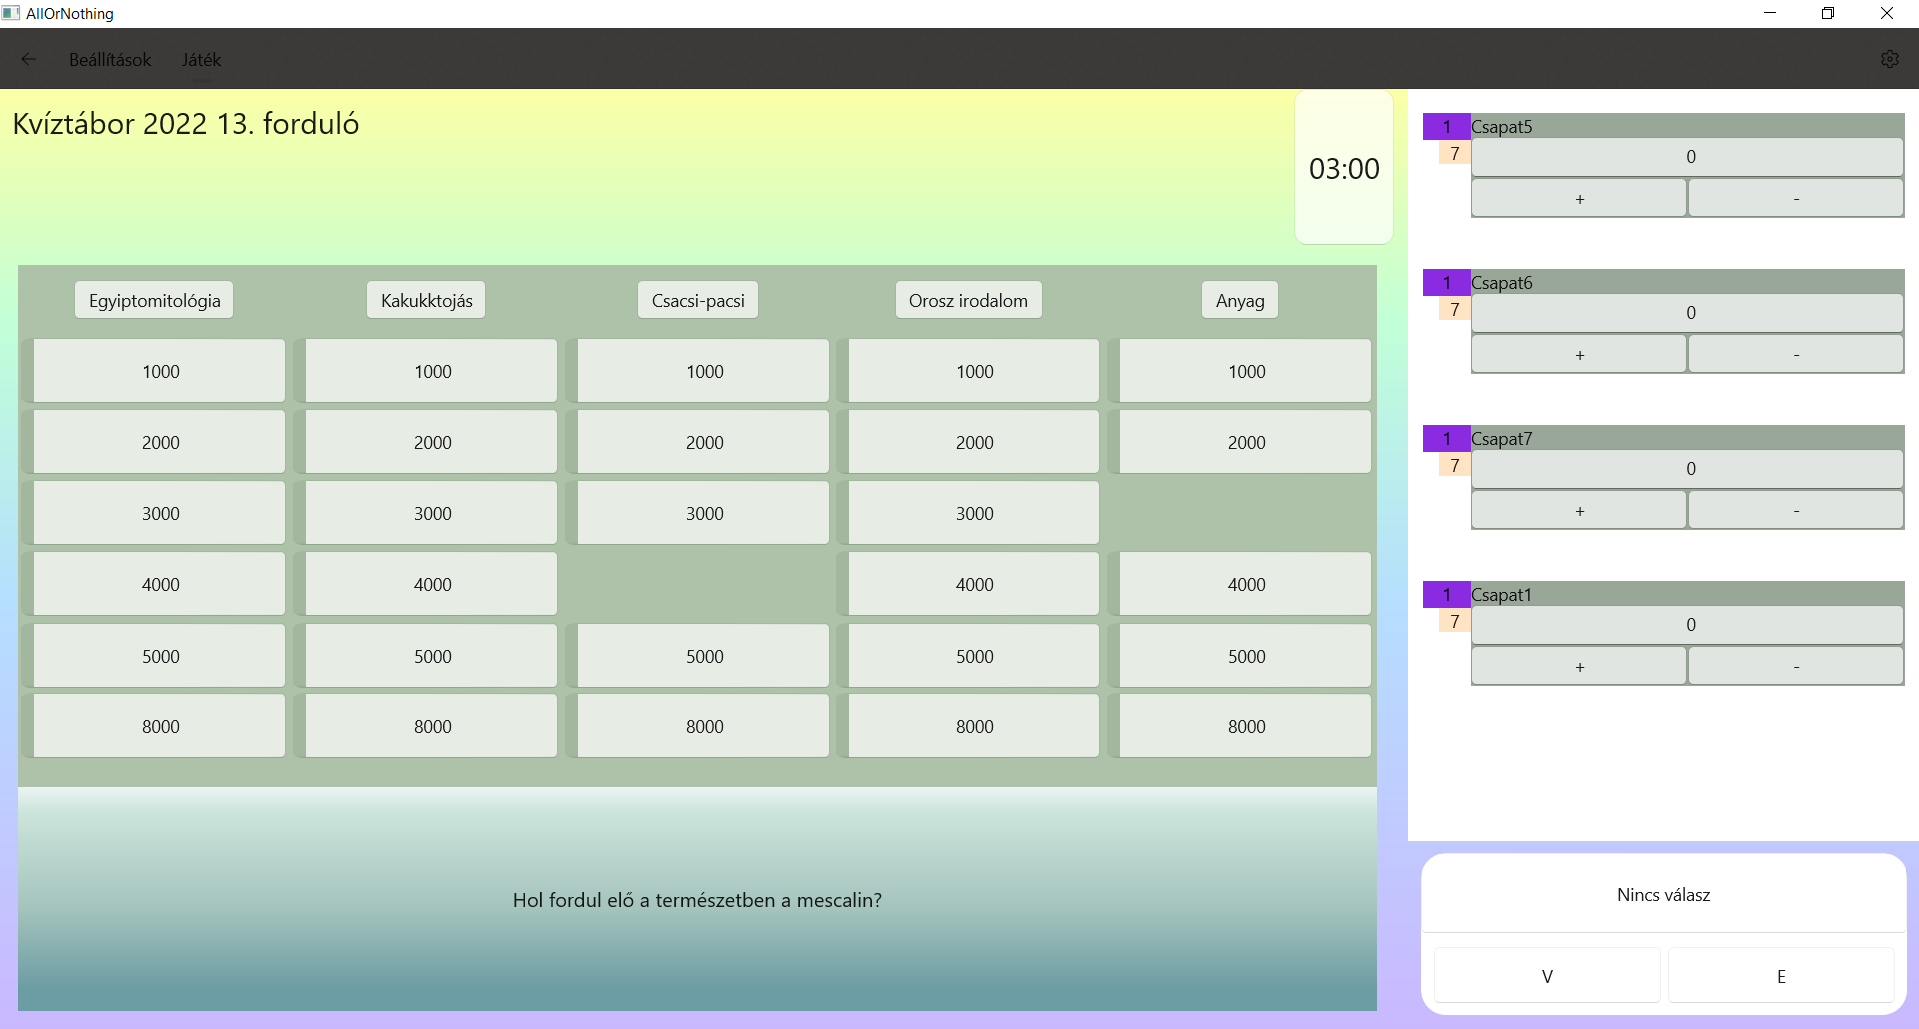 AllOrNothing
Beállítások Játék
Kvíztábor 2022 13. forduló
03:00
Egyiptomitológia Kakukktojás Csacsi-pacsi Orosz irodalom Anyag
1000 1000 1000 1000 1000
2000 2000 2000 2000 2000
3000 3000 3000 3000
4000 4000 4000 4000
5000 5000 5000 5000 5000
8000 8000 8000 8000 8000
Hol fordul elő a természetben a mescalin?
1 Csapat5
7 0
+ -
1 Csapat6
7 0
+ -
1 Csapat7
7 0
+ -
1 Csapat1
7 0
+ -
Nincs válasz
V E